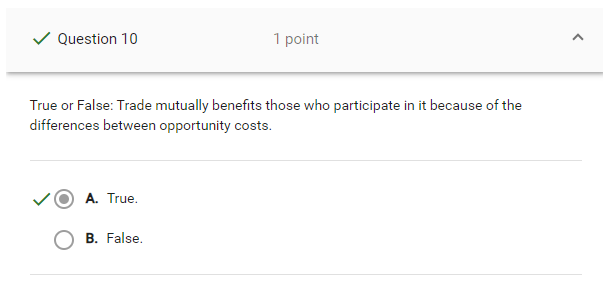 Question 10 1 point
True or False: Trade mutually benefits those who participate in it because of the
differences between opportunity costs.
A. True.
B. False.